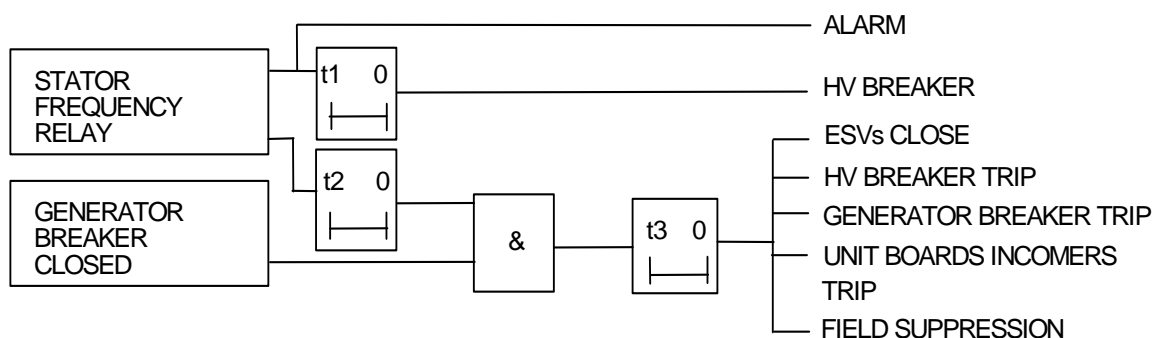 ALARM
STATOR
FREQUENCY
RELAY
t1 0
HV BREAKER
ESVs CLOSE
t2 0
HV BREAKER TRIP
GENERATOR
BREAKER
CLOSED
&
t3 0
GENERATOR BREAKER TRIP
UNIT BOARDS INCOMERS
TRIP
FIELD SUPPRESSION